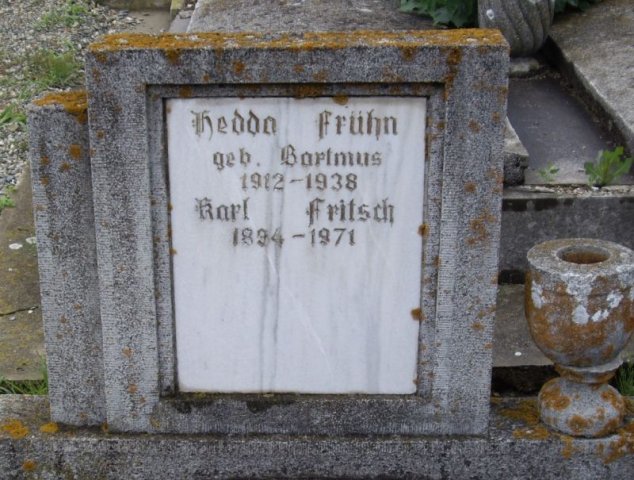 Hedda Frühn
geb. Bartmus
1912-1938
Karl Fritsch
1894-1971